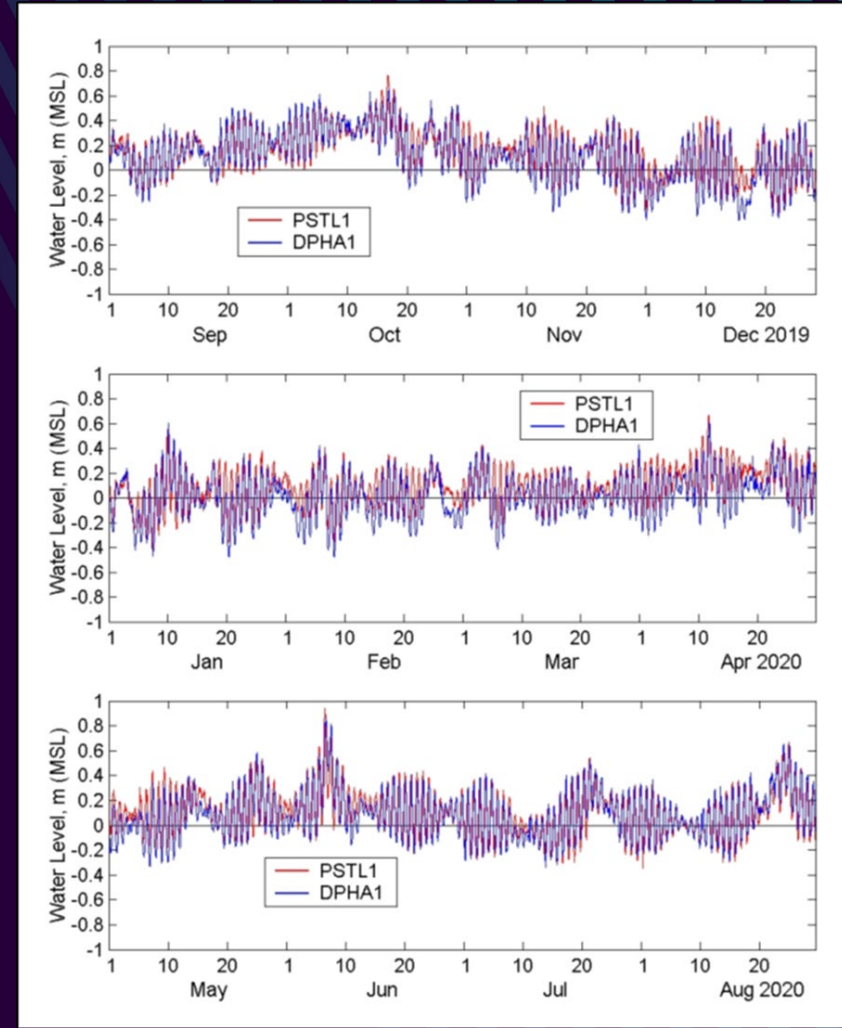 Water Level, m (MSL)
1
0.8
0.6
0.4
0.2
0
-0.2
-0.4
-0.6
-0.8
-1
PSTL1
DPHA1
1 10 20 1 10 20 1 10 20 1 10 20
Sep Oct Nov Dec 2019
Water Level, m (MSL)
1
0.8
0.6
0.4
0.2
0
-0.2
-0.4
-0.6
-0.8
-1
PSTL1
DPHA1
1 10 20 1 10 20 1 10 20 1 10 20
Jan Feb Mar Apr 2020
Water Level, m (MSL)
1
0.8
0.6
0.4
0.2
0
-0.2
-0.4
-0.6
-0.8
-1
PSTL1
DPHA1
1 10 20 1 10 20 1 10 20 1 10 20
May Jun Jul Aug 2020